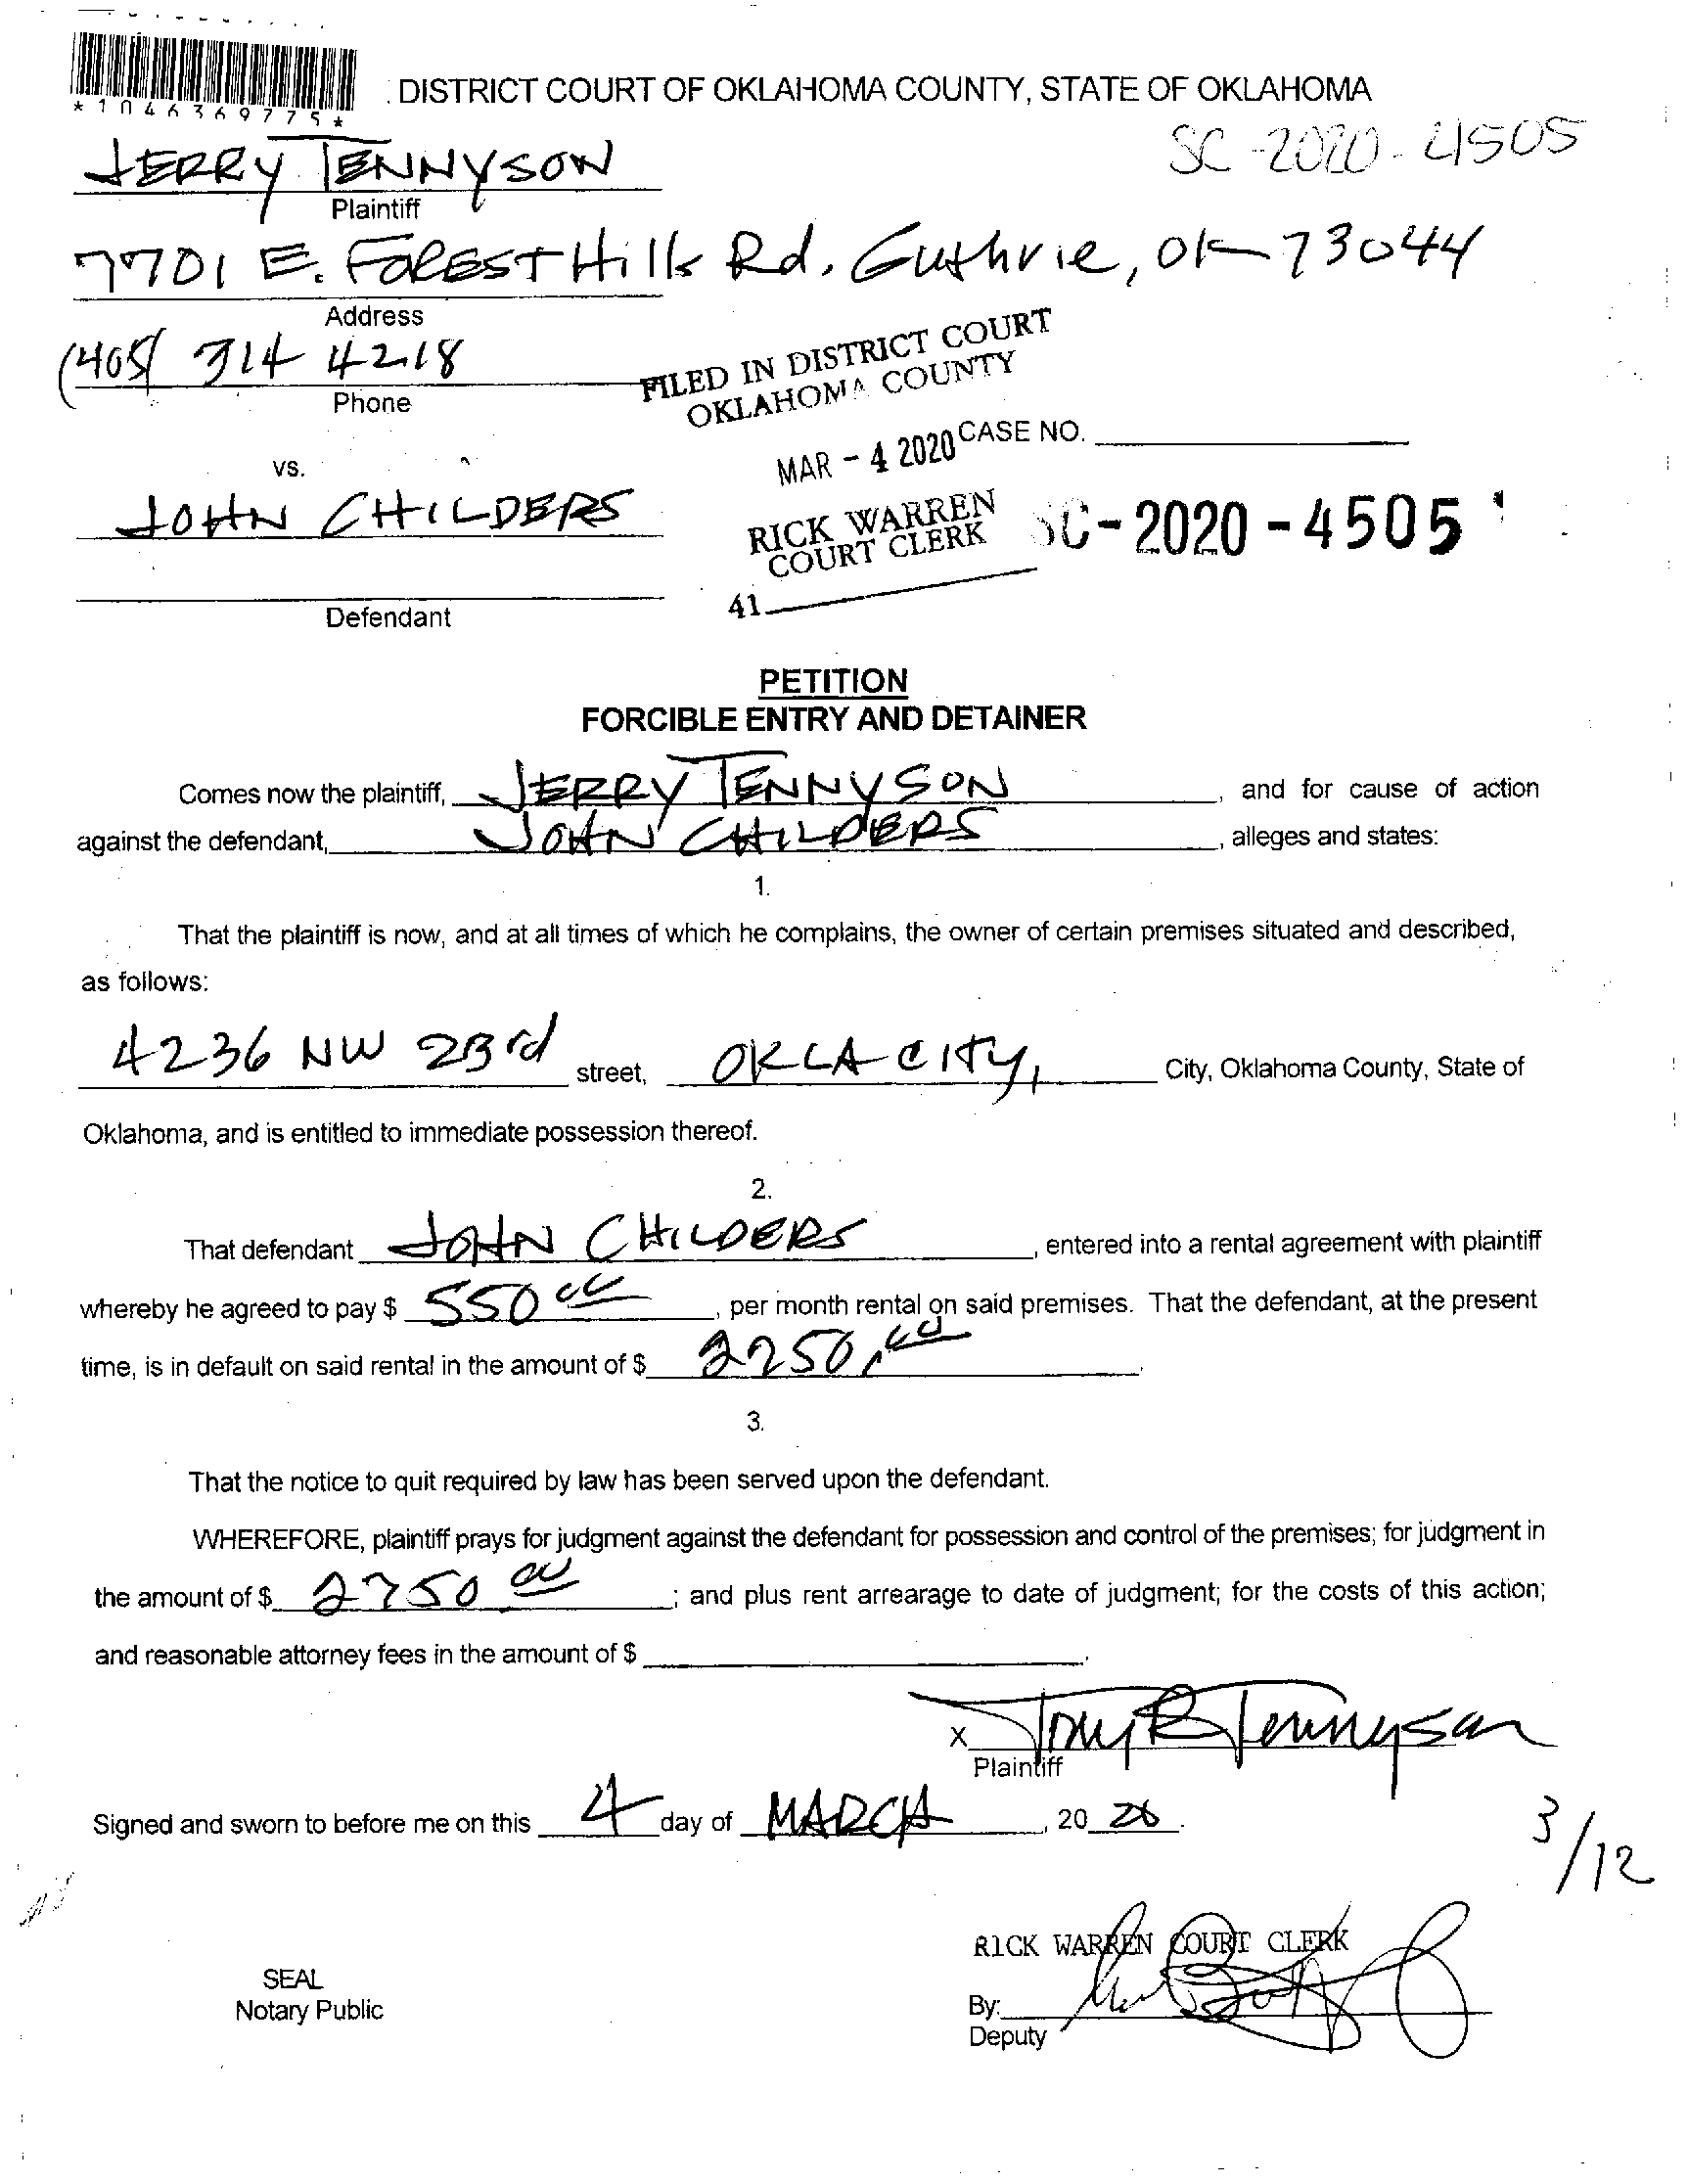 *1046369775*
DISTRICT COURT OF OKLAHOMA COUNTY, STATE OF OKLAHOMA
SC-2020-4505
JERRY TENNYSON
Plaintiff
7701 E. FOREST Hills Rd. Guthrie, OK 73044
Address
(405) 314 4218
Phone
FILED IN DISTRICT COURT
OKLAHOMA COUNTY
MAR - 4 2020
CASE NO.
vs.
JOHN CHILDERS
RICK WARREN
COURT CLERK
SC-2020-4505
41
Defendant
PETITION
FORCIBLE ENTRY AND DETAINER
Comes now the plaintiff, JERRY TENNYSON, and for cause of action
against the defendant, JOHN CHILDERS, alleges and states:
1.
That the plaintiff is now, and at all times of which he complains, the owner of certain premises situated and described,
as follows:
4236 NW 23rd street, OKLA CITY, City, Oklahoma County, State of
Oklahoma, and is entitled to immediate possession thereof.
2.
That defendant JOHN CHILDERS, entered into a rental agreement with plaintiff
whereby he agreed to pay $ 550 00, per month rental on said premises. That the defendant, at the present
time, is in default on said rental in the amount of $ 2750.00.
3.
That the notice to quit required by law has been served upon the defendant.
WHEREFORE, plaintiff prays for judgment against the defendant for possession and control of the premises; for judgment in
the amount of $ 2750 00; and plus rent arrearage to date of judgment; for the costs of this action;
and reasonable attorney fees in the amount of $
X Tennyson
Plaintiff
Signed and sworn to before me on this 4 day of MARCH, 20 20.
3/12
RICK WARREN COURT CLERK
SEAL
Notary Public
By:
Deputy